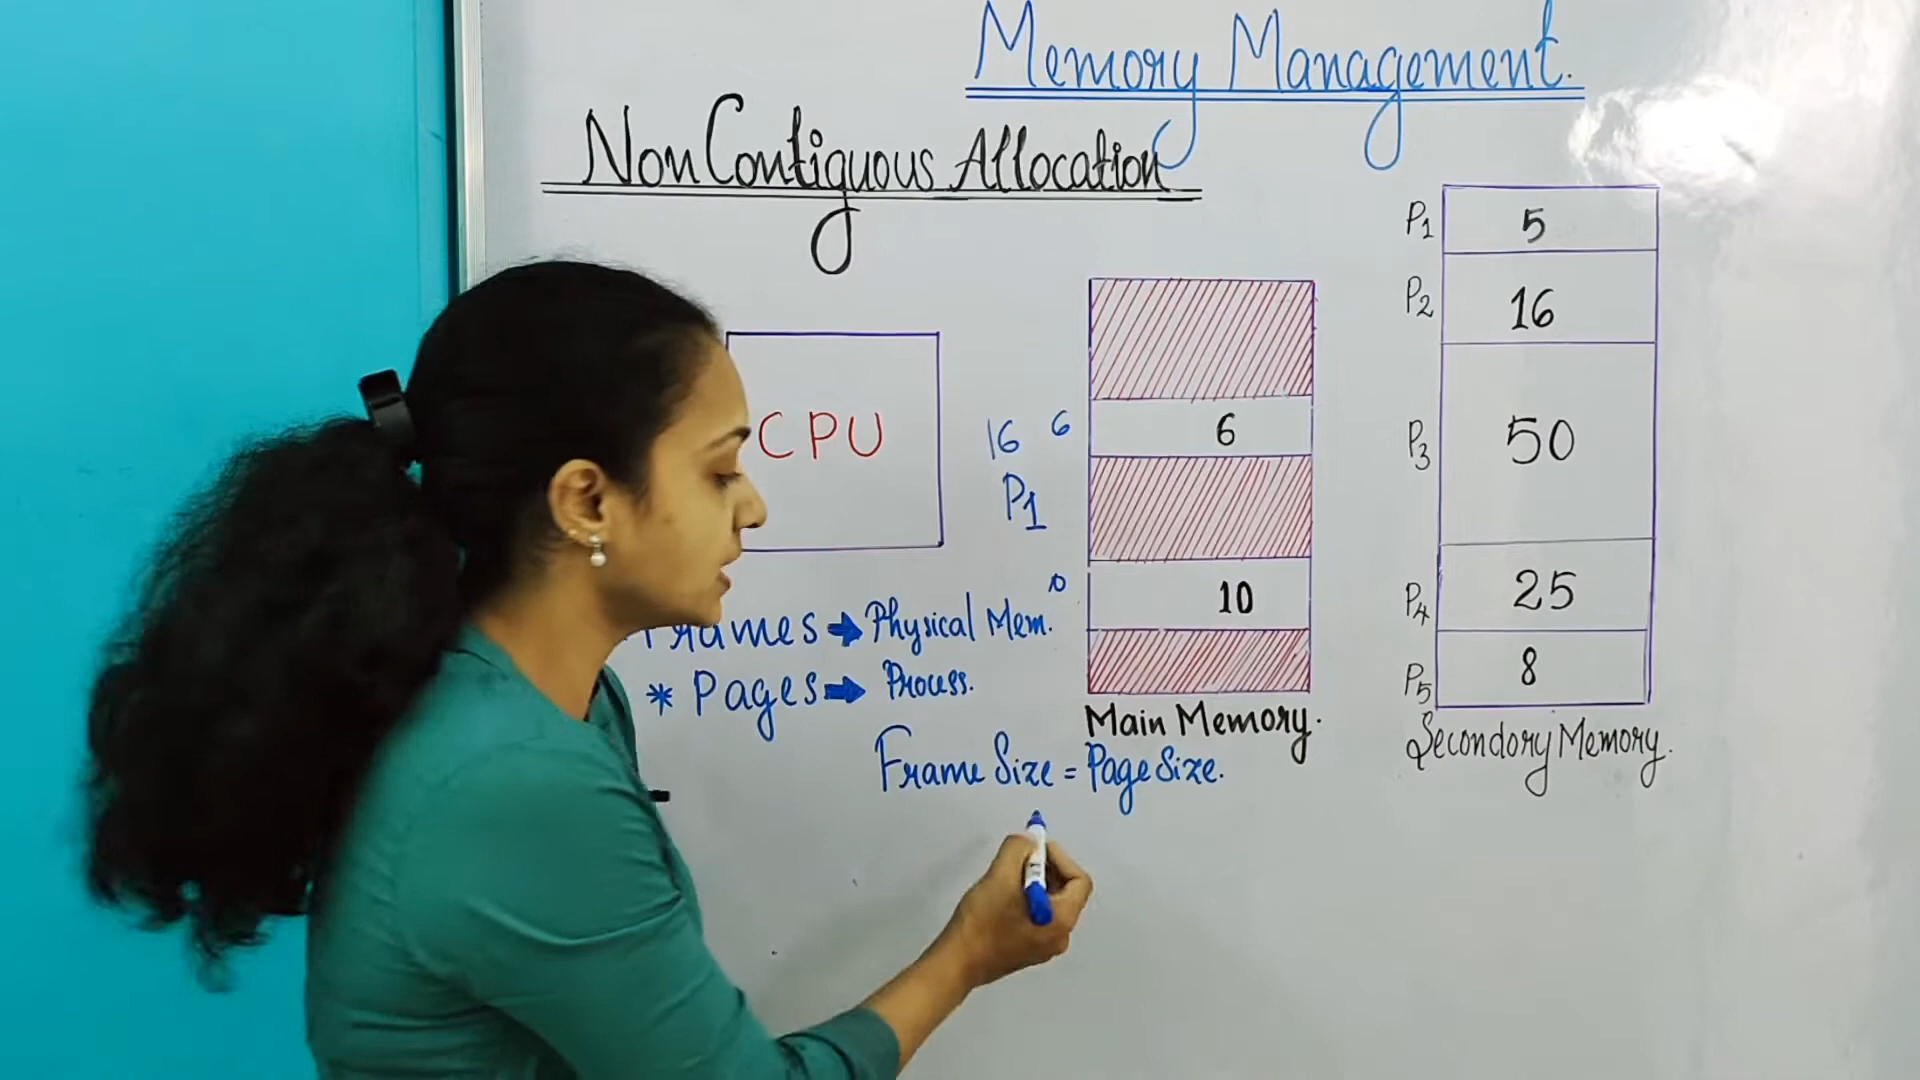 Memory Management.
Non Contiguous Allocation
CPU
16 6
P1
6
10
10
Frames → Physical Mem.
* Pages → Process.
Main Memory.
Frame Size = Page Size.
P1 5
P2 16
P3 50
P4 25
P5 8
Secondory Memory.